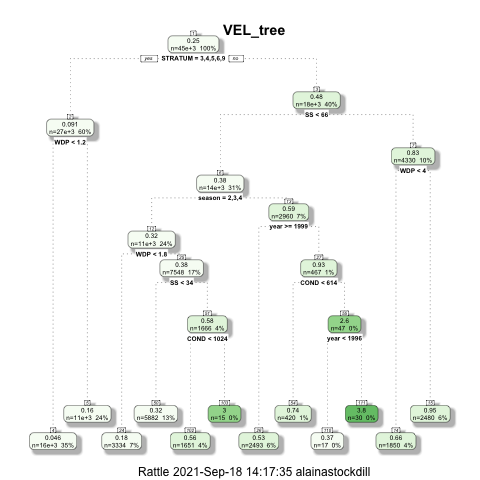 VEL_tree
1
0.25
n=45e+3 100%
yes STRATUM = 3,4,5,6,9 no
3
0.48
n=18e+3 40%
SS < 66
2
0.091
n=27e+3 60%
WDP < 1.2
7
0.83
n=4330 10%
WDP < 4
6
0.38
n=14e+3 31%
season = 2,3,4
13
0.59
n=2960 7%
year >= 1999
12
0.32
n=11e+3 24%
WDP < 1.8
25
0.38
n=7548 17%
SS < 34
27
0.93
n=467 1%
COND < 614
51
0.58
n=1666 4%
COND < 1024
55
2.6
n=47 0%
year < 1996
5
0.16
n=11e+3 24%
50
0.32
n=5882 13%
103
3
n=15 0%
54
0.74
n=420 1%
111
3.8
n=30 0%
15
0.95
n=2480 6%
4
0.046
n=16e+3 35%
24
0.18
n=3334 7%
102
0.56
n=1651 4%
26
0.53
n=2493 6%
110
0.37
n=17 0%
14
0.66
n=1850 4%
Rattle 2021-Sep-18 14:17:35 alainastockdill